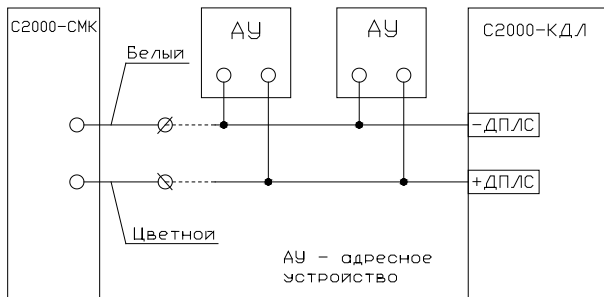 С2000-СМК
АУ
АУ
С2000-КДЛ
Белый
-ДПЛС
+ДПЛС
Цветной
АУ - адресное
устройство